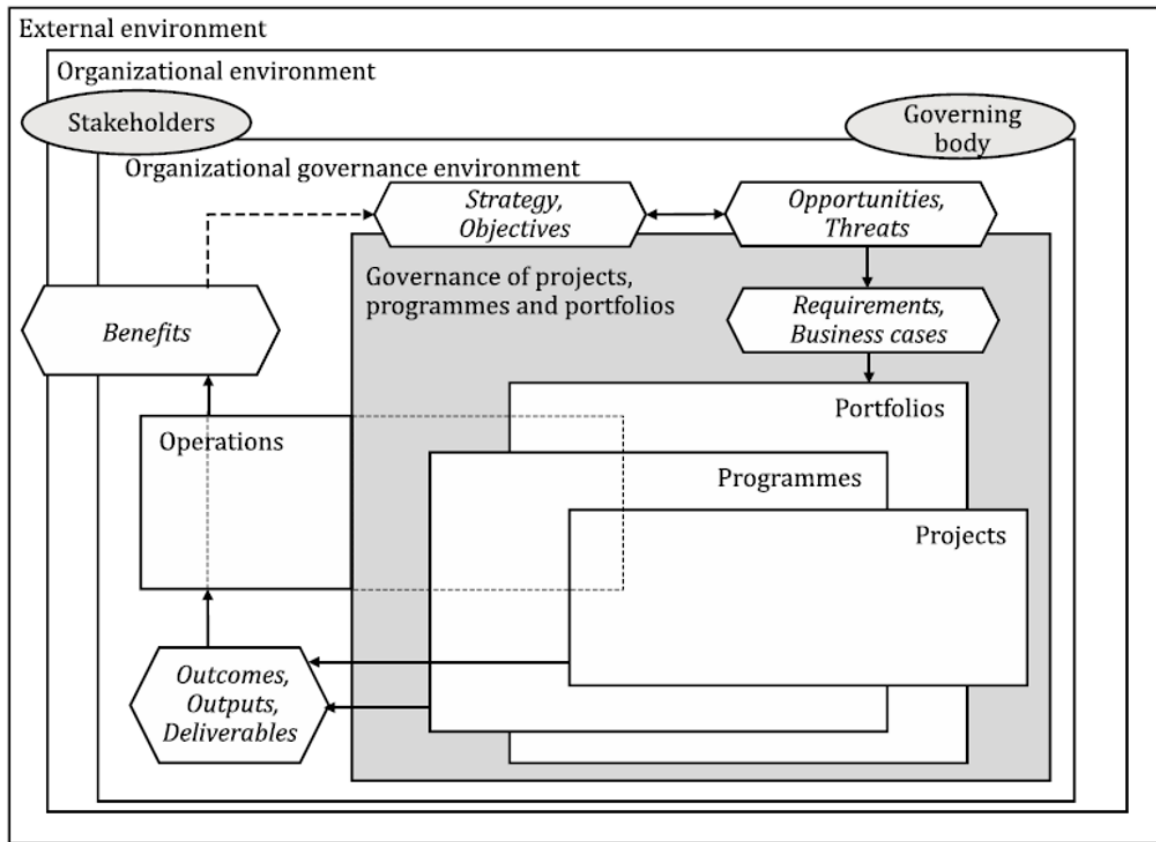 External environment
Organizational environment
Stakeholders
Governing
body
Organizational governance environment
Strategy,
Objectives
Opportunities,
Threats
Governance of projects,
programmes and portfolios
Requirements,
Business cases
Benefits
Portfolios
Operations
Programmes
Projects
Outcomes,
Outputs,
Deliverables